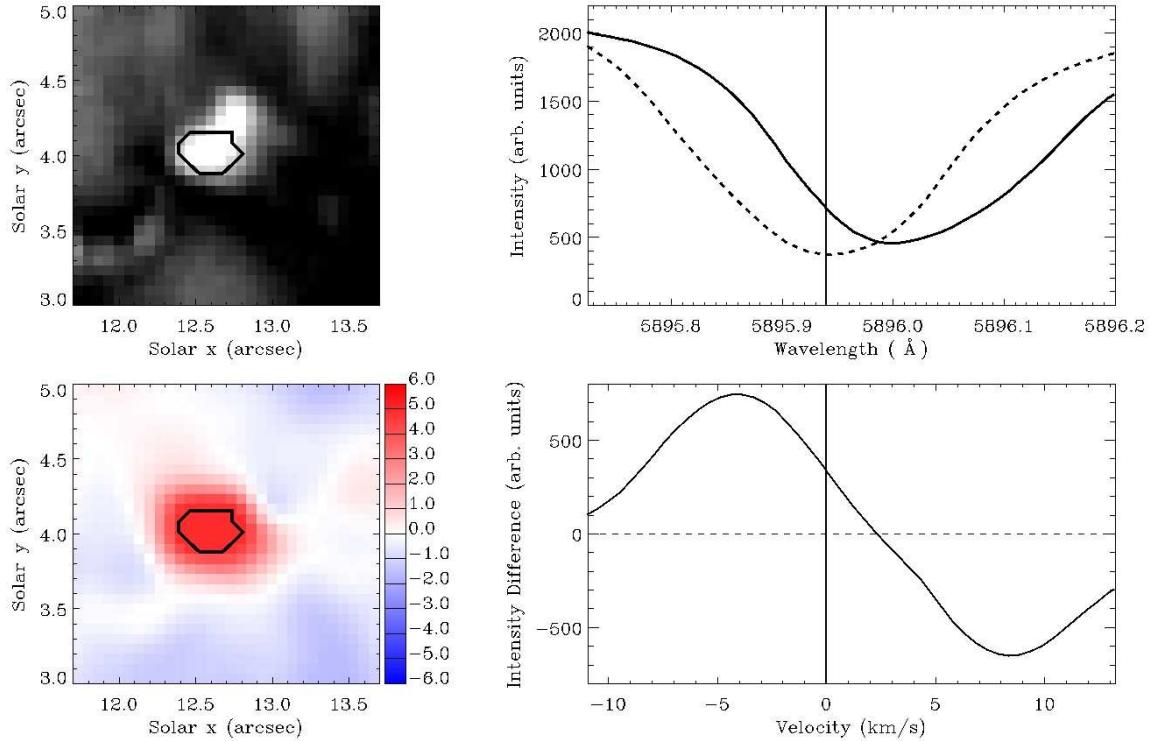 5.0
4.5
4.0
3.5
3.0
Solar y (arcsec)
12.0 12.5 13.0 13.5
Solar x (arcsec)
2000
1500
1000
500
0
Intensity (arb. units)
5895.8 5895.9 5896.0 5896.1 5896.2
Wavelength ( Å)
5.0
4.5
4.0
3.5
3.0
Solar y (arcsec)
12.0 12.5 13.0 13.5
Solar x (arcsec)
6.0
5.0
4.0
3.0
2.0
1.0
0.0
-1.0
-2.0
-3.0
-4.0
-5.0
-6.0
500
0
-500
Intensity Difference (arb. units)
-10 -5 0 5 10
Velocity (km/s)